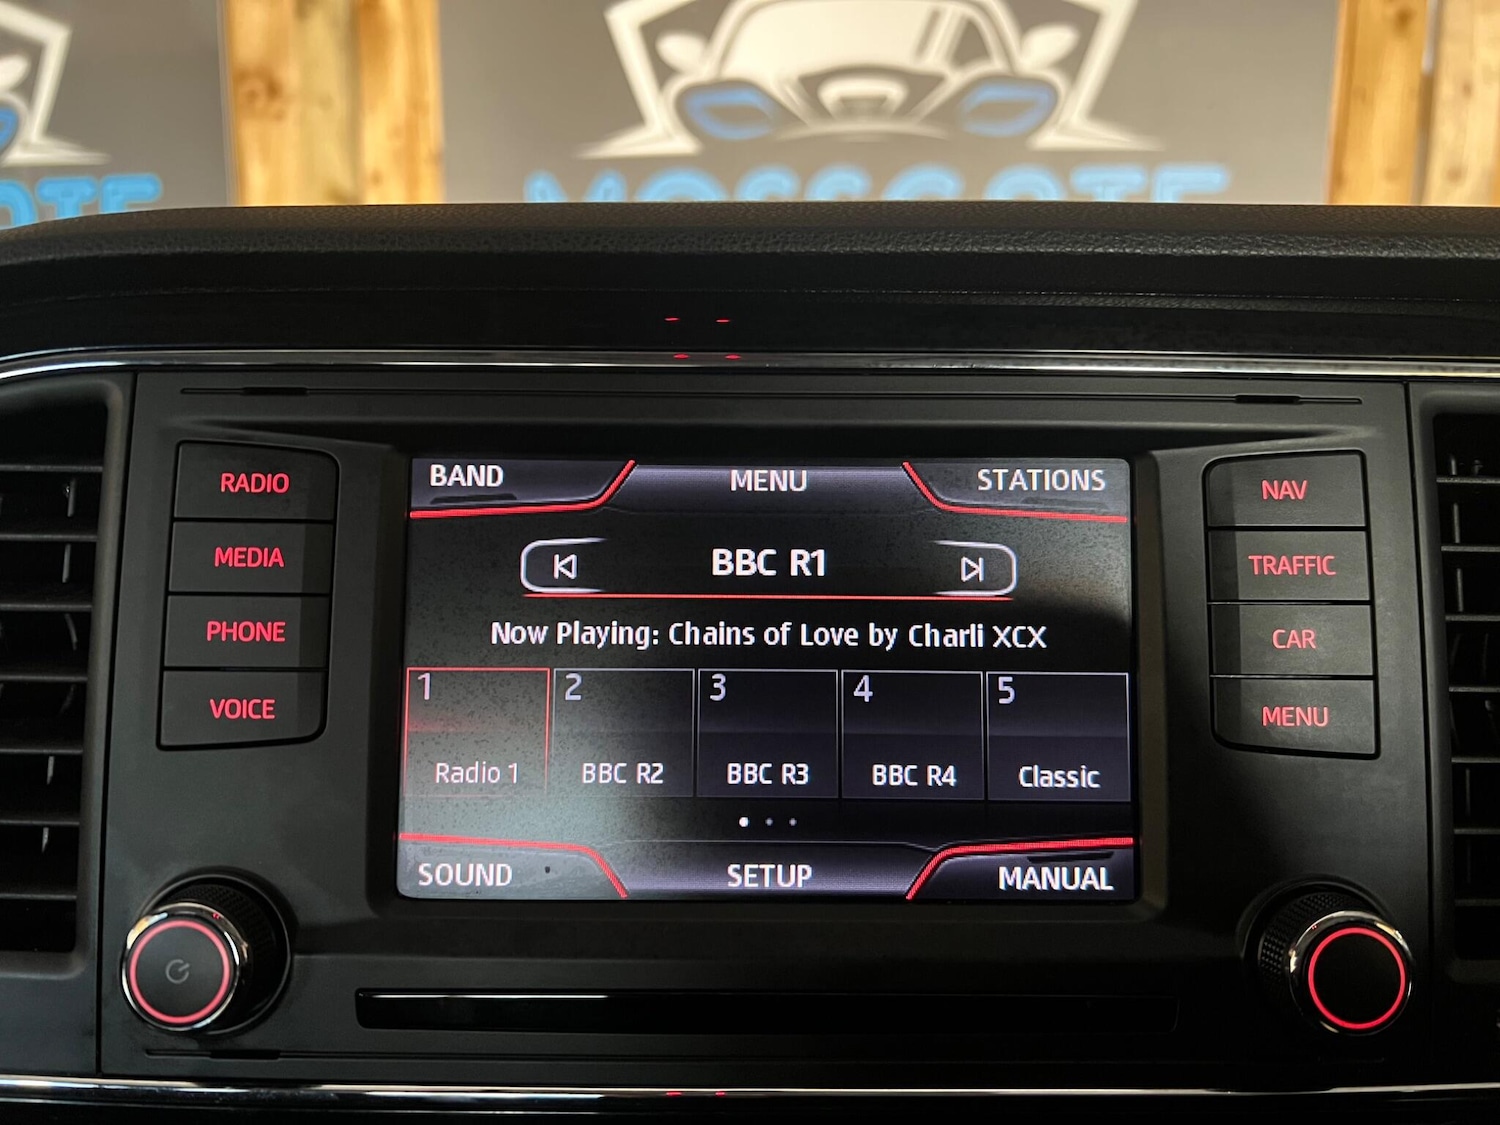 MOSSGATE
RADIO
MEDIA
PHONE
VOICE
BAND MENU STATIONS
BBC R1
Now Playing: Chains of Love by Charli XCX
1 2 3 4 5
Radio 1 BBC R2 BBC R3 BBC R4 Classic
SOUND SETUP MANUAL
NAV
TRAFFIC
CAR
MENU